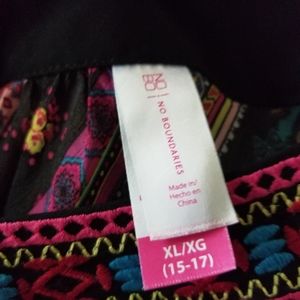 NO
BO
NO BOUNDARIES
Made in/
Hecho en
China
XL/XG
(15-17)